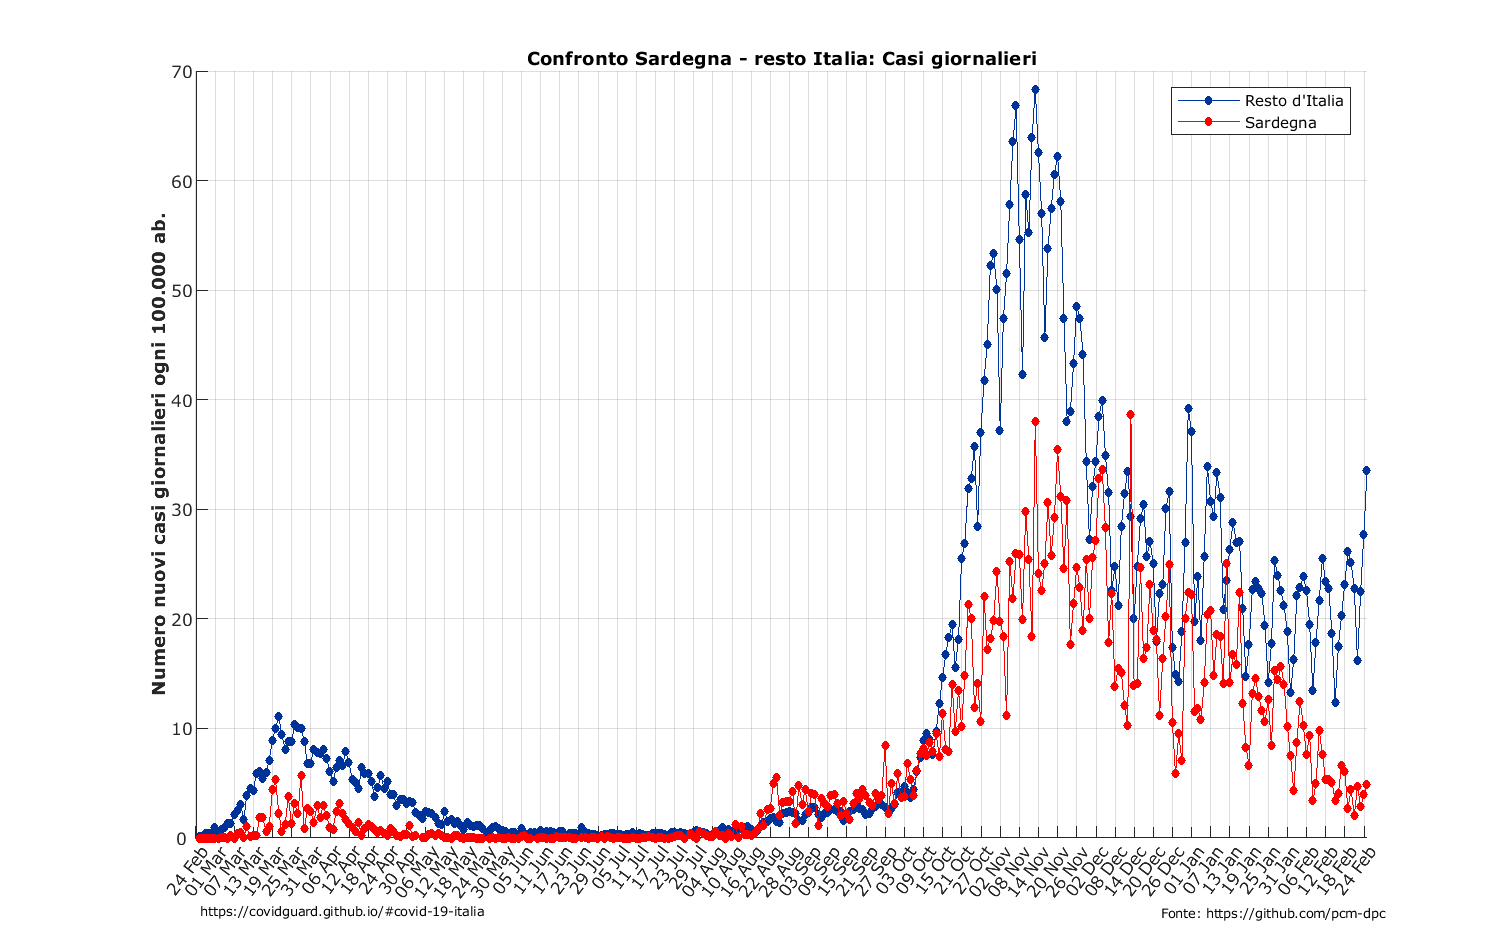 Confronto Sardegna - resto Italia: Casi giornalieri
Resto d'Italia
Sardegna
Numero nuovi casi giornalieri ogni 100.000 ab.
70
60
50
40
30
20
10
0
24 Feb
01 Mar
07 Mar
13 Mar
19 Mar
25 Mar
31 Mar
06 Apr
12 Apr
18 Apr
24 Apr
30 Apr
06 May
12 May
18 May
24 May
30 May
05 Jun
11 Jun
17 Jun
23 Jun
29 Jun
05 Jul
11 Jul
17 Jul
23 Jul
29 Jul
04 Aug
10 Aug
16 Aug
22 Aug
28 Aug
03 Sep
09 Sep
15 Sep
21 Sep
27 Sep
03 Oct
09 Oct
15 Oct
21 Oct
27 Oct
02 Nov
08 Nov
14 Nov
20 Nov
26 Nov
02 Dec
08 Dec
14 Dec
20 Dec
26 Dec
01 Jan
07 Jan
13 Jan
19 Jan
25 Jan
31 Jan
06 Feb
12 Feb
18 Feb
24 Feb
https://covidguard.github.io/#covid-19-italia
Fonte: https://github.com/pcm-dpc